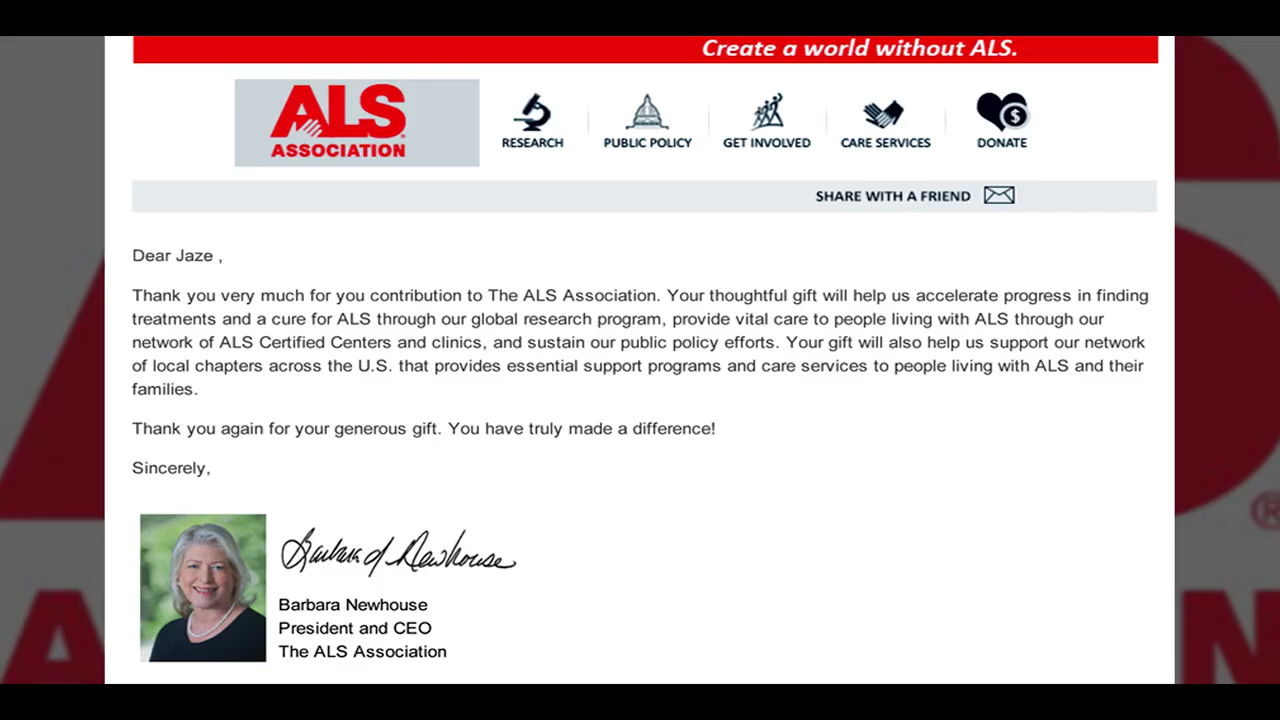 Create a world without ALS.
ALS
ASSOCIATION
RESEARCH
PUBLIC POLICY
GET INVOLVED
CARE SERVICES
DONATE
SHARE WITH A FRIEND
Dear Jaze ,
Thank you very much for you contribution to The ALS Association. Your thoughtful gift will help us accelerate progress in finding
treatments and a cure for ALS through our global research program, provide vital care to people living with ALS through our
network of ALS Certified Centers and clinics, and sustain our public policy efforts. Your gift will also help us support our network
of local chapters across the U.S. that provides essential support programs and care services to people living with ALS and their
families.
Thank you again for your generous gift. You have truly made a difference!
Sincerely,
Barbara J Newhouse
Barbara Newhouse
President and CEO
The ALS Association